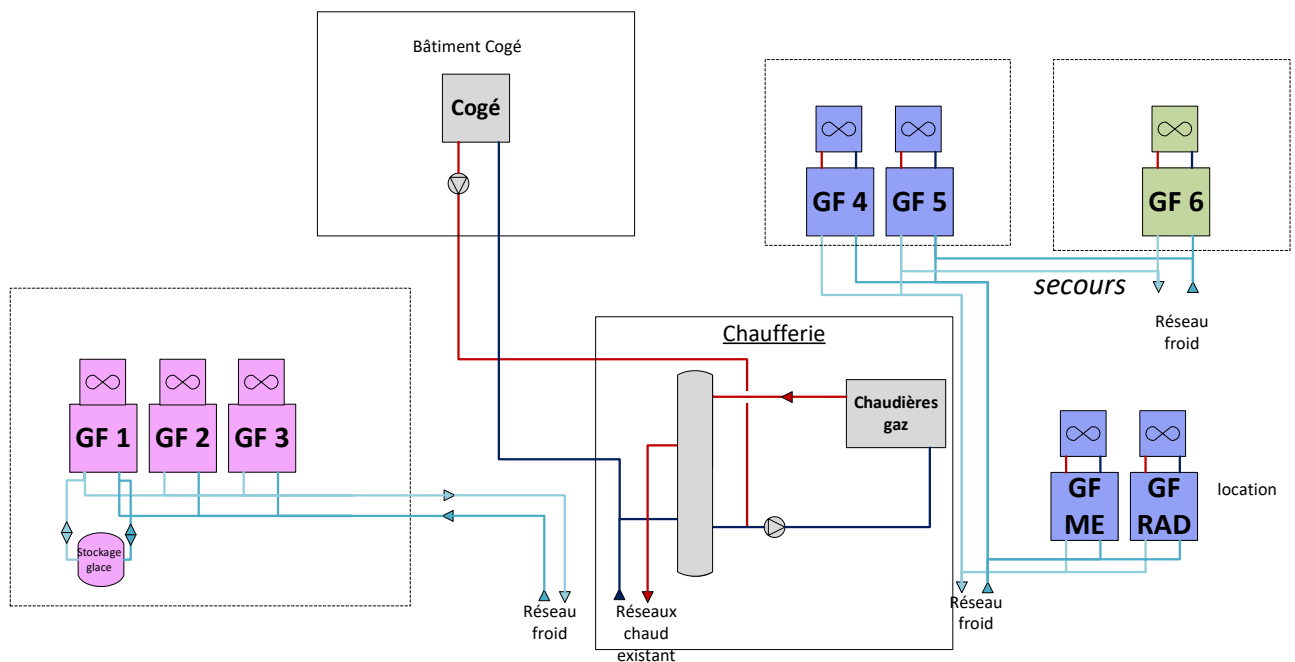 Bâtiment Cogé
Cogé
GF 4
GF 5
GF 6
secours
Réseau
froid
Chaufferie
Chaudières
gaz
GF 1
GF 2
GF 3
Stockage
glace
GF
ME
GF
RAD
location
Réseau
froid
Réseaux
chaud
existant
Réseau
froid